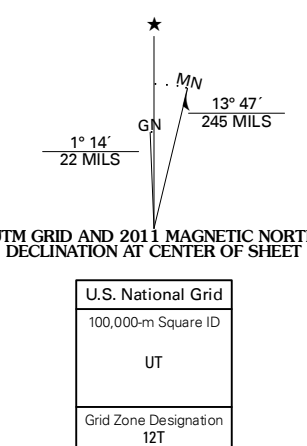 ★
MN
GN
13° 47´
245 MILS
1° 14´
22 MILS
UTM GRID AND 2011 MAGNETIC NORTH
DECLINATION AT CENTER OF SHEET
U.S. National Grid
100,000-m Square ID
UT
Grid Zone Designation
12T